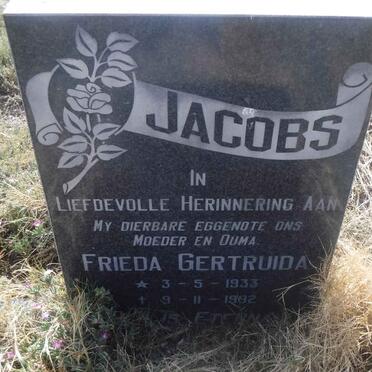 JACOBS
IN
LIEFDEVOLLE HERINNERING AAN
MY DIERBARE EGGENOTE ONS
MOEDER EN OUMA
FRIEDA GERTRUIDA
★ 3-5-1933
✝ 9-11-1992